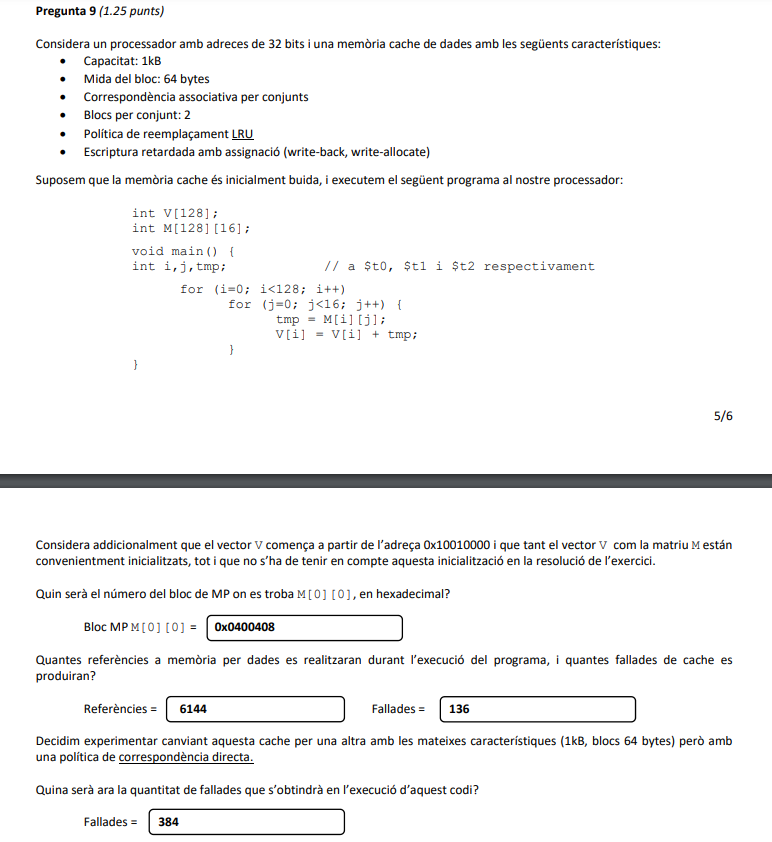 Pregunta 9 (1.25 punts)
Considera un processador amb adreces de 32 bits i una memòria cache de dades amb les següents característiques:
• Capacitat: 1kB
• Mida del bloc: 64 bytes
• Correspondència associativa per conjunts
• Blocs per conjunt: 2
• Política de reemplaçament LRU
• Escriptura retardada amb assignació (write-back, write-allocate)
Suposem que la memòria cache és inicialment buida, i executem el següent programa al nostre processador:
int V[128];
int M[128][16];
void main() {
int i,j,tmp; // a $t0, $t1 i $t2 respectivament
for (i=0; i<128; i++)
for (j=0; j<16; j++) {
tmp = M[i][j];
V[i] = V[i] + tmp;
}
}
5/6
Considera addicionalment que el vector V comença a partir de l'adreça 0x10010000 i que tant el vector V com la matriu M están
convenientment inicialitzats, tot i que no s'ha de tenir en compte aquesta inicialització en la resolució de l'exercici.
Quin serà el número del bloc de MP on es troba M[0][0], en hexadecimal?
Bloc MP M[0][0] = 0x0400408
Quantes referències a memòria per dades es realitzaran durant l'execució del programa, i quantes fallades de cache es
produiran?
Referències = 6144 Fallades = 136
Decidim experimentar canviant aquesta cache per una altra amb les mateixes característiques (1kB, blocs 64 bytes) però amb
una política de correspondència directa.
Quina serà ara la quantitat de fallades que s'obtindrà en l'execució d'aquest codi?
Fallades = 384